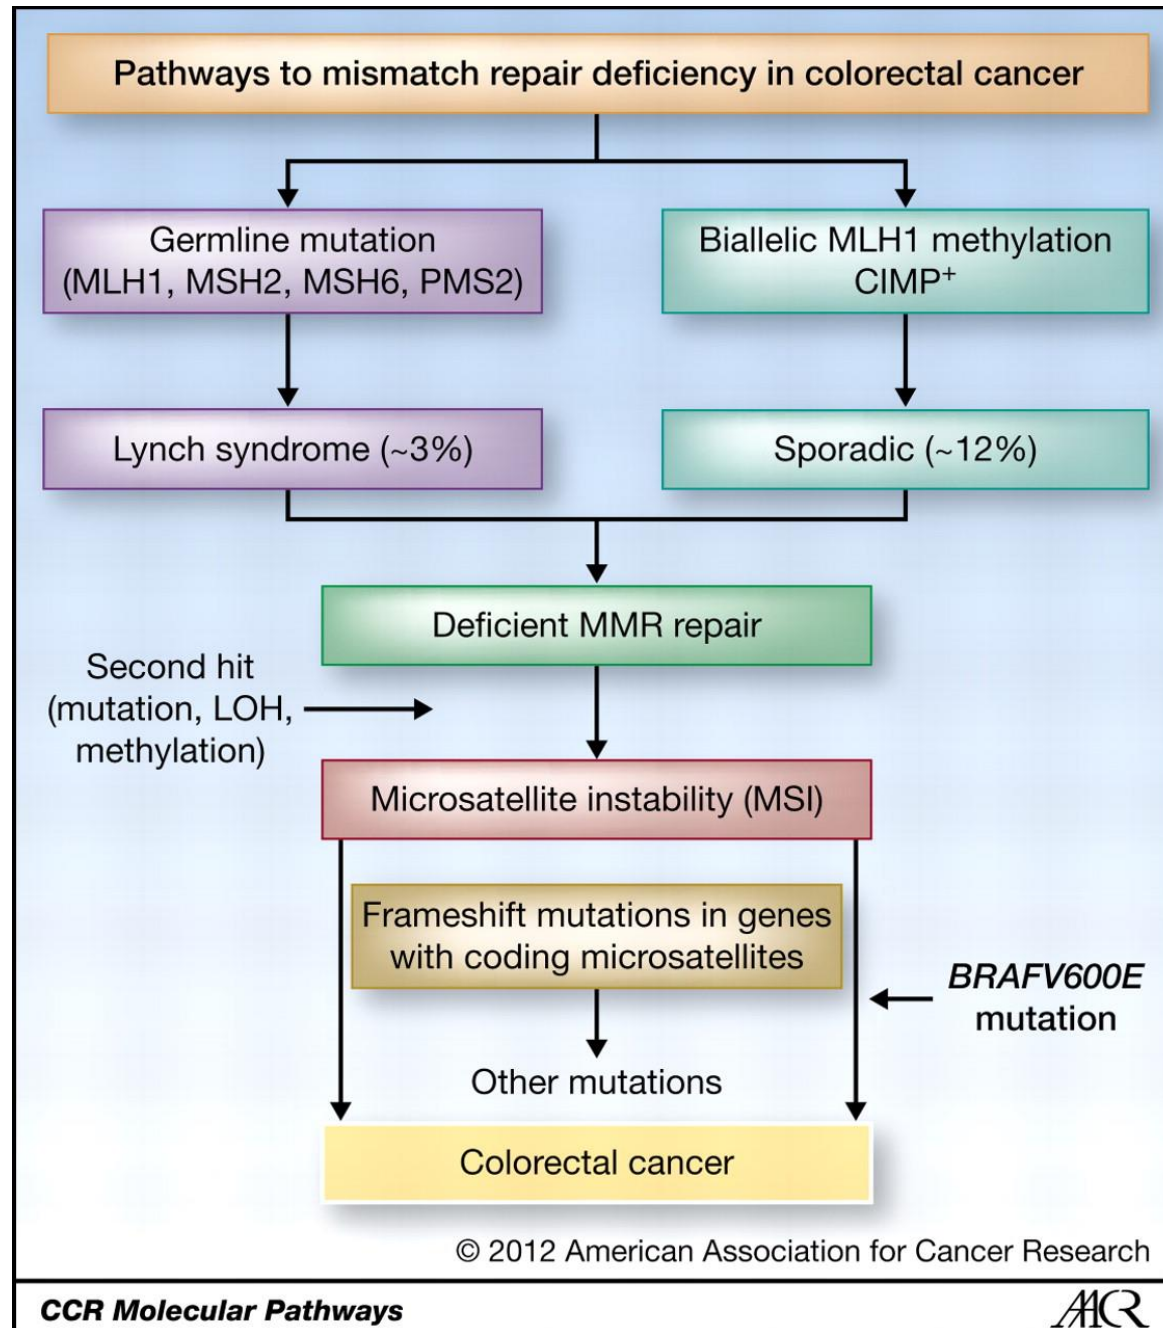 Pathways to mismatch repair deficiency in colorectal cancer
Germline mutation
(MLH1, MSH2, MSH6, PMS2)
Biallelic MLH1 methylation
CIMP⁺
Lynch syndrome (~3%)
Sporadic (~12%)
Deficient MMR repair
Second hit
(mutation, LOH,
methylation)
Microsatellite instability (MSI)
Frameshift mutations in genes
with coding microsatellites
BRAFV600E
mutation
Other mutations
Colorectal cancer
© 2012 American Association for Cancer Research
CCR Molecular Pathways
AACR